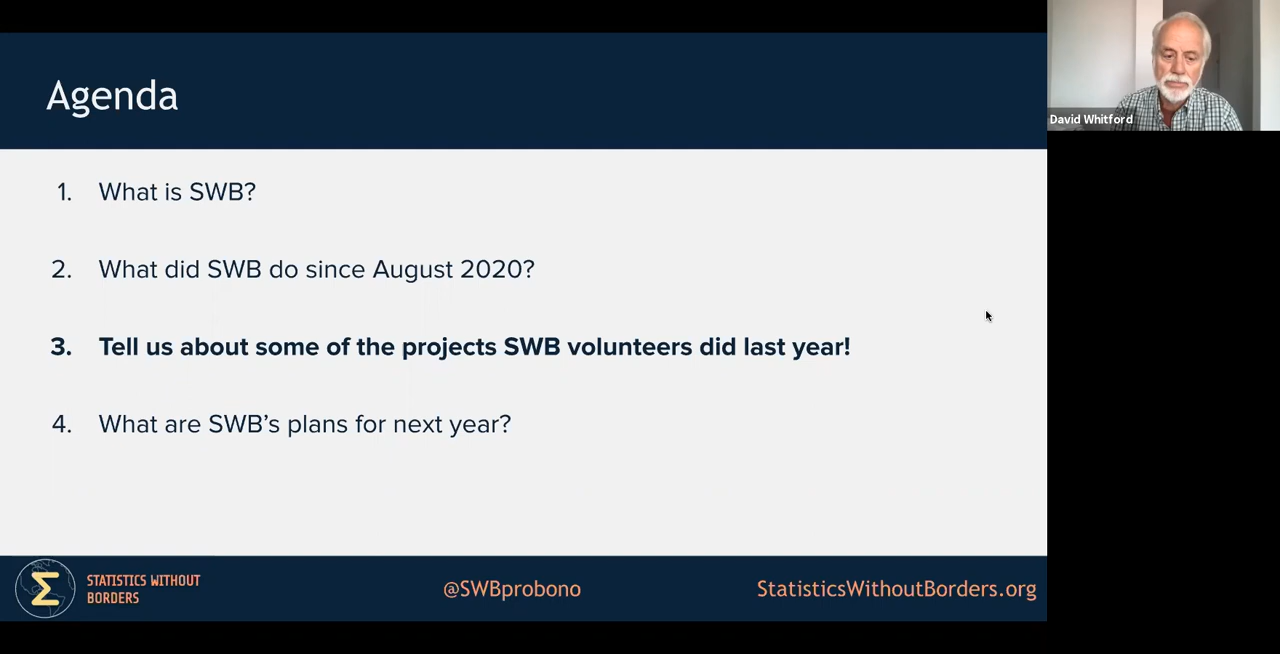 Agenda
1. What is SWB?
2. What did SWB do since August 2020?
3. Tell us about some of the projects SWB volunteers did last year!
4. What are SWB’s plans for next year?
Σ STATISTICS WITHOUT
BORDERS
@SWBprobono
StatisticsWithoutBorders.org
David Whitford